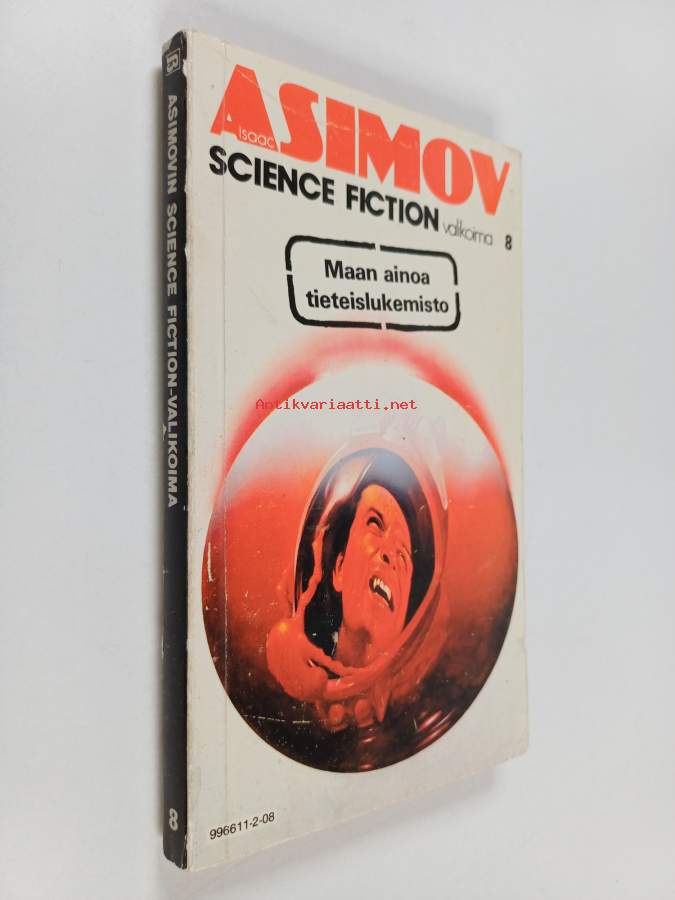 Isaac
ASIMOV
SCIENCE FICTION
valikoima 8
Maan ainoa
tieteislukemisto
Antikvariaatti.net
996611-2-08
ASIMOVIN SCIENCE FICTION-VALIKOIMA
8